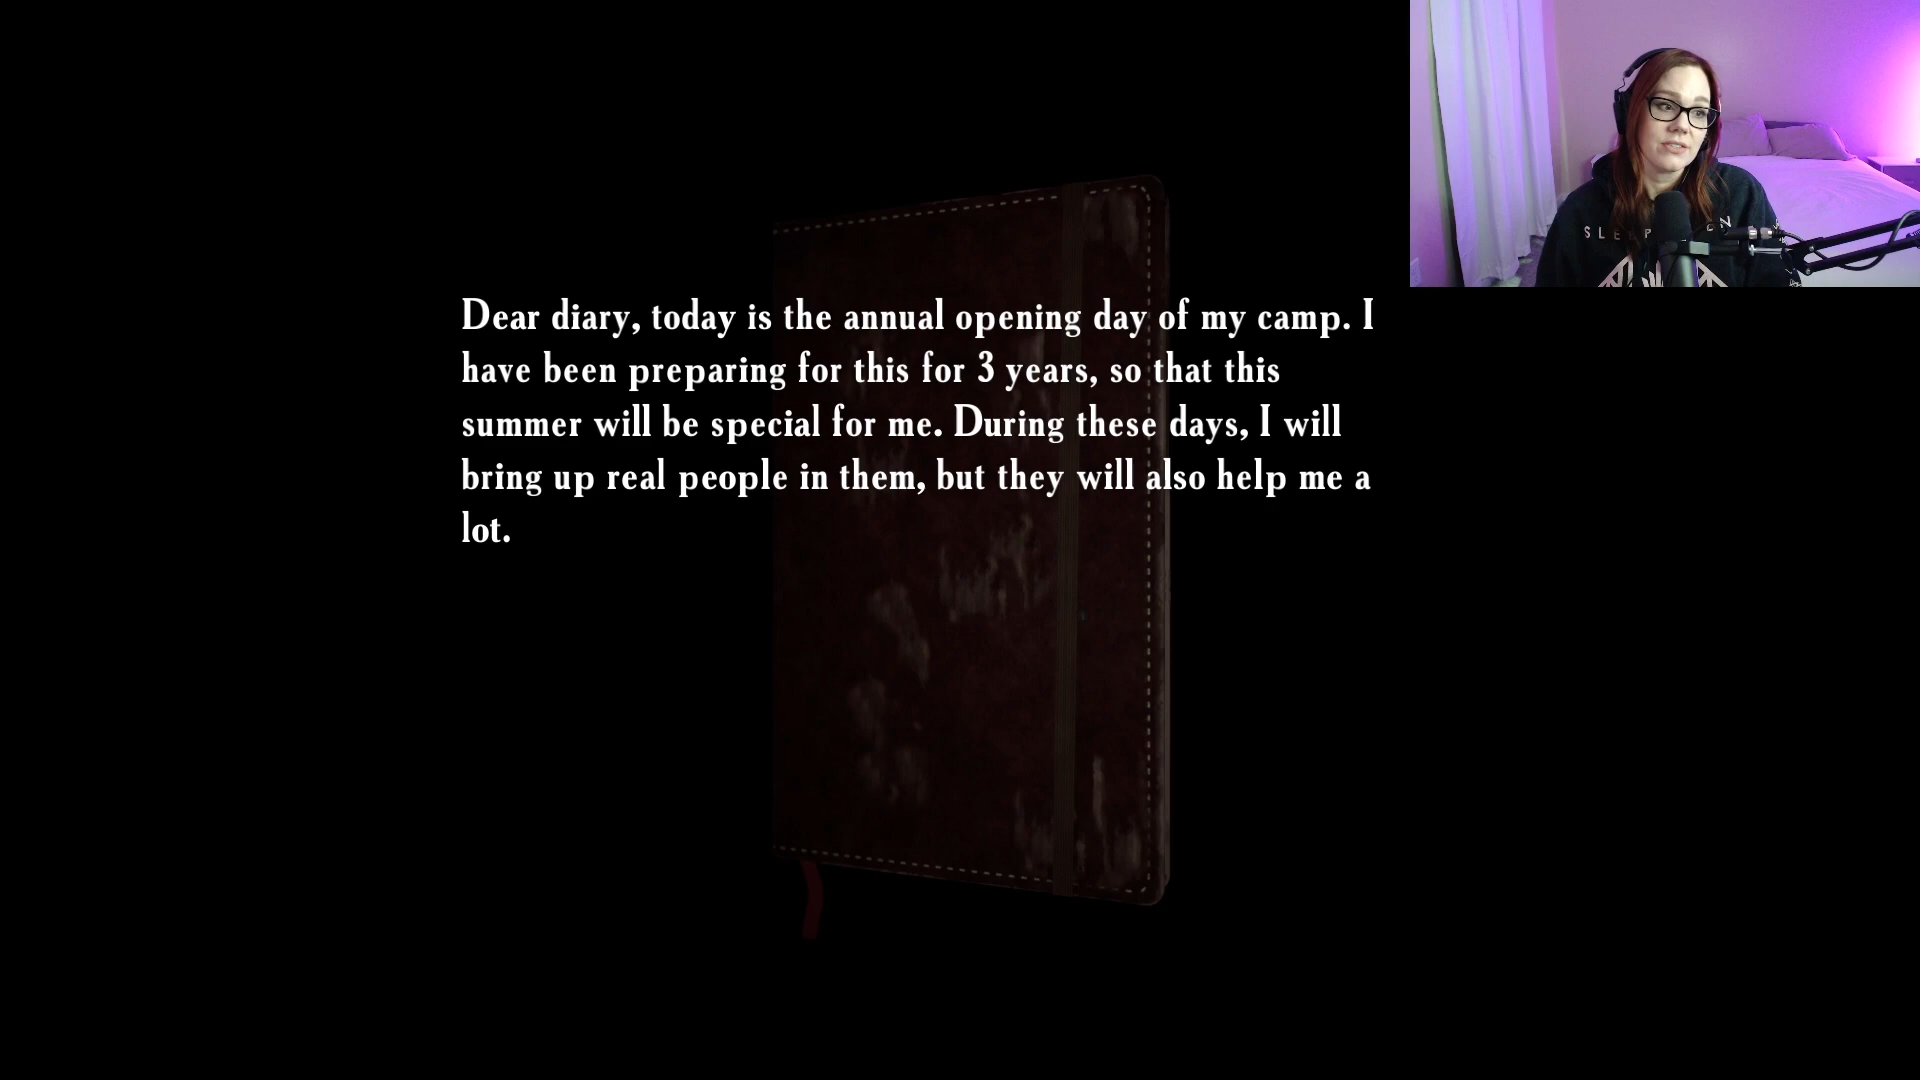 Dear diary, today is the annual opening day of my camp. I
have been preparing for this for 3 years, so that this
summer will be special for me. During these days, I will
bring up real people in them, but they will also help me a
lot.